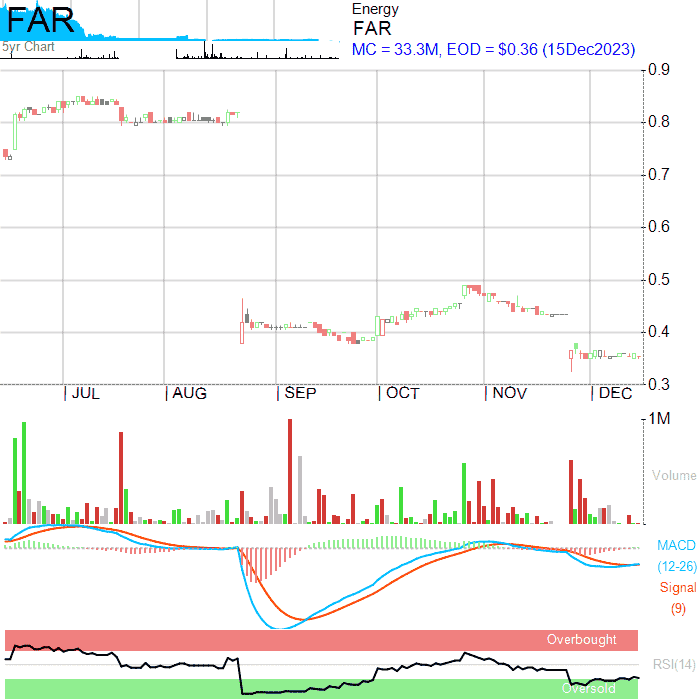 FAR
5yr Chart
Energy
FAR
MC = 33.3M, EOD = $0.36 (15Dec2023)
0.9
0.8
0.7
0.6
0.5
0.4
0.3
JUL AUG SEP OCT NOV DEC
1M
Volume
MACD
(12-26)
Signal
(9)
Overbought
RSI(14)
Oversold